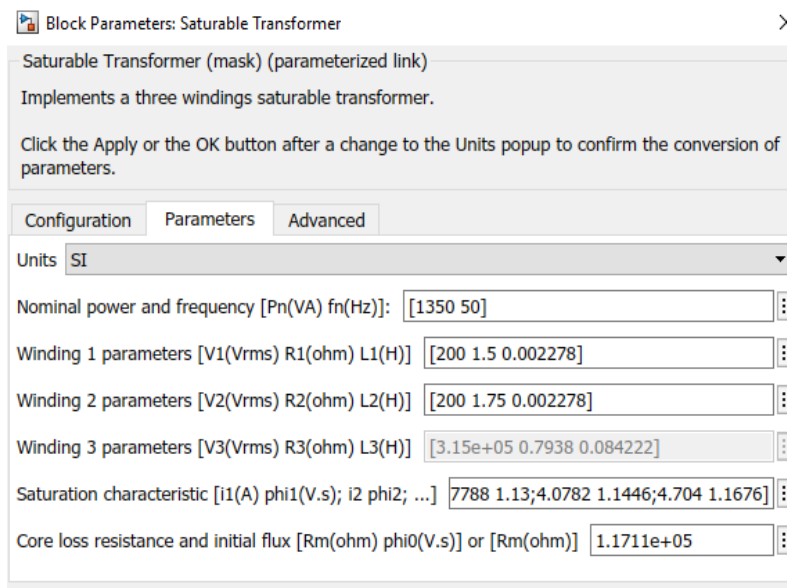 Block Parameters: Saturable Transformer
Saturable Transformer (mask) (parameterized link)
Implements a three windings saturable transformer.
Click the Apply or the OK button after a change to the Units popup to confirm the conversion of
parameters.
Configuration Parameters Advanced
Units SI
Nominal power and frequency [Pn(VA) fn(Hz)]: [1350 50]
Winding 1 parameters [V1(Vrms) R1(ohm) L1(H)] [200 1.5 0.002278]
Winding 2 parameters [V2(Vrms) R2(ohm) L2(H)] [200 1.75 0.002278]
Winding 3 parameters [V3(Vrms) R3(ohm) L3(H)] [3.15e+05 0.7938 0.084222]
Saturation characteristic [i1(A) phi1(V.s); i2 phi2; ...] 7788 1.13;4.0782 1.1446;4.704 1.1676]
Core loss resistance and initial flux [Rm(ohm) phi0(V.s)] or [Rm(ohm)] 1.1711e+05